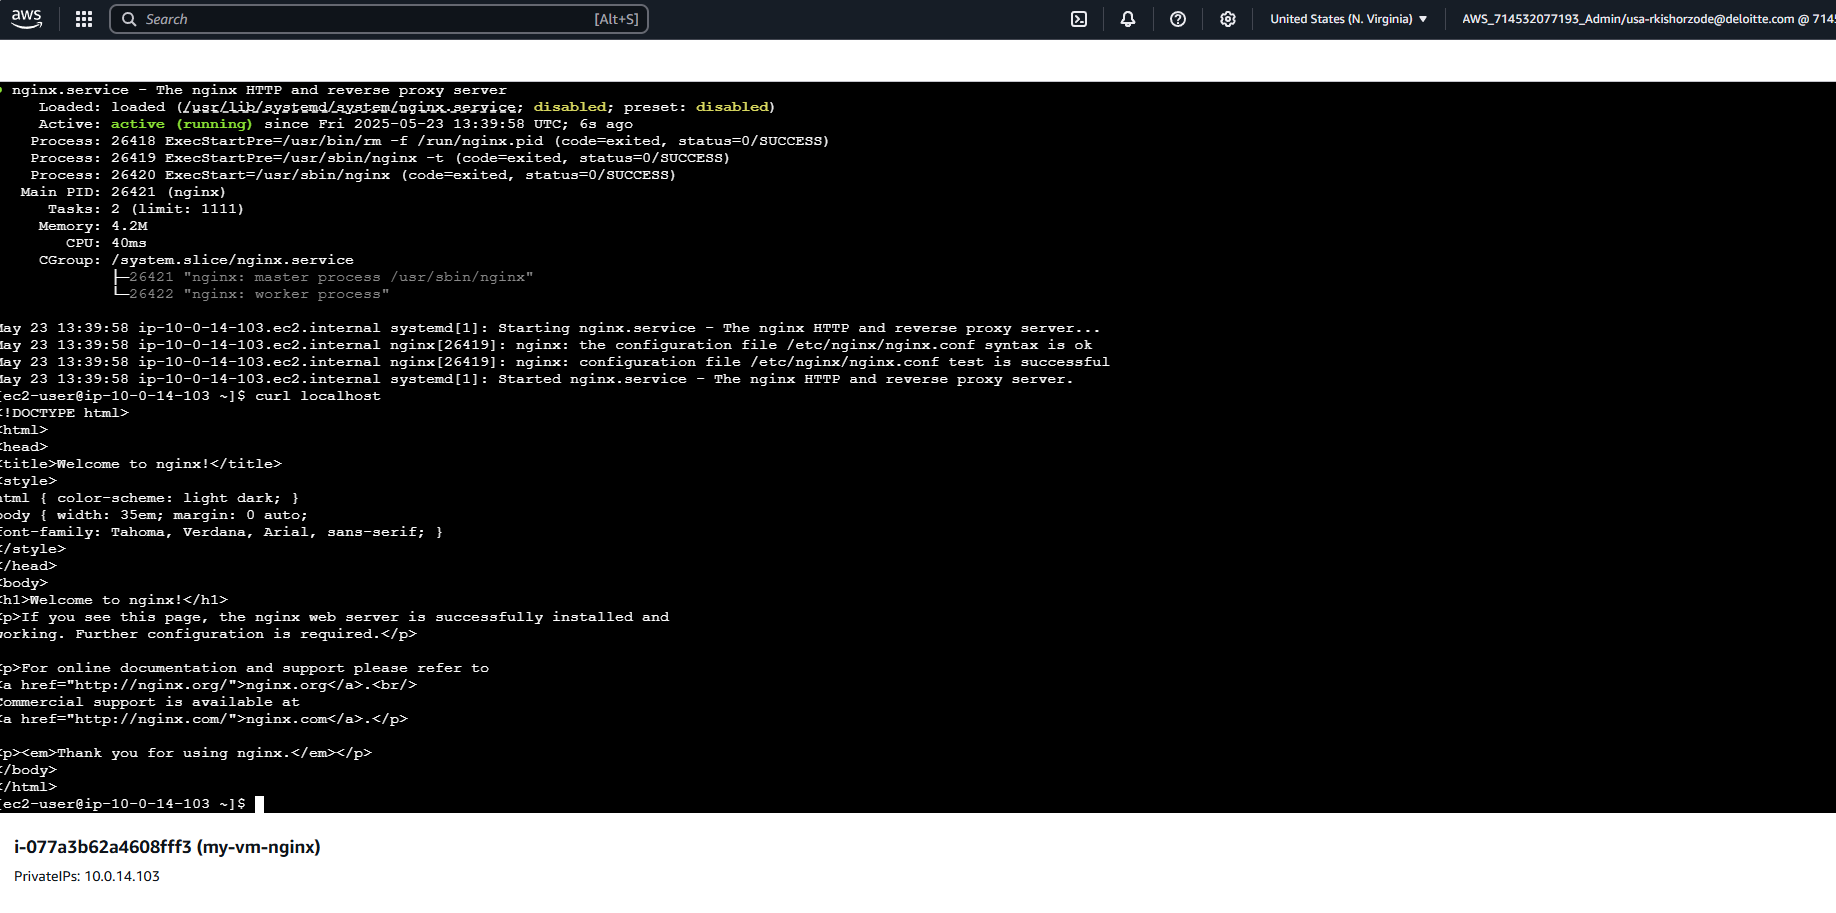 aws
Search [Alt+S] United States (N. Virginia) ▼ AWS_714532077193_Admin/usa-rkishorzode@deloitte.com @ 714
nginx.service - The nginx HTTP and reverse proxy server
Loaded: loaded (/usr/lib/systemd/system/nginx.service; disabled; preset: disabled)
Active: active (running) since Fri 2025-05-23 13:39:58 UTC; 6s ago
Process: 26418 ExecStartPre=/usr/bin/rm -f /run/nginx.pid (code=exited, status=0/SUCCESS)
Process: 26419 ExecStartPre=/usr/sbin/nginx -t (code=exited, status=0/SUCCESS)
Process: 26420 ExecStart=/usr/sbin/nginx (code=exited, status=0/SUCCESS)
Main PID: 26421 (nginx)
Tasks: 2 (limit: 1111)
Memory: 4.2M
CPU: 40ms
CGroup: /system.slice/nginx.service
├─26421 "nginx: master process /usr/sbin/nginx"
└─26422 "nginx: worker process"
May 23 13:39:58 ip-10-0-14-103.ec2.internal systemd[1]: Starting nginx.service - The nginx HTTP and reverse proxy server...
May 23 13:39:58 ip-10-0-14-103.ec2.internal nginx[26419]: nginx: the configuration file /etc/nginx/nginx.conf syntax is ok
May 23 13:39:58 ip-10-0-14-103.ec2.internal nginx[26419]: nginx: configuration file /etc/nginx/nginx.conf test is successful
May 23 13:39:58 ip-10-0-14-103.ec2.internal systemd[1]: Started nginx.service - The nginx HTTP and reverse proxy server.
[ec2-user@ip-10-0-14-103 ~]$ curl localhost
<!DOCTYPE html>
<html>
<head>
<title>Welcome to nginx!</title>
<style>
html { color-scheme: light dark; }
body { width: 35em; margin: 0 auto;
font-family: Tahoma, Verdana, Arial, sans-serif; }
</style>
</head>
<body>
<h1>Welcome to nginx!</h1>
<p>If you see this page, the nginx web server is successfully installed and
working. Further configuration is required.</p>
<p>For online documentation and support please refer to
<a href="http://nginx.org/">nginx.org</a>.<br/>
Commercial support is available at
<a href="http://nginx.com/">nginx.com</a>.</p>
<p><em>Thank you for using nginx.</em></p>
</body>
</html>
[ec2-user@ip-10-0-14-103 ~]$
i-077a3b62a4608fff3 (my-vm-nginx)
PrivateIPs: 10.0.14.103